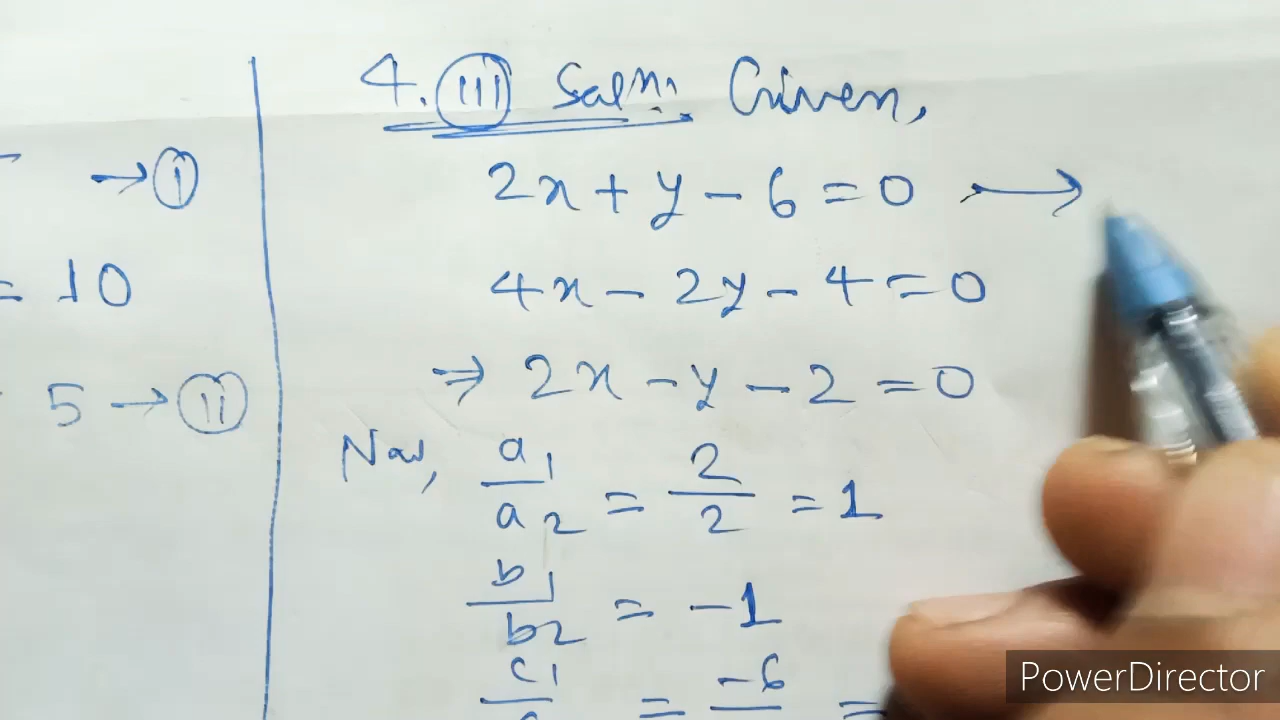 → (i)
= 10
5 → (ii)
4. (iii) Soln: Given,
2x + y - 6 = 0 →
4x - 2y - 4 = 0
⇒ 2x - y - 2 = 0
Now, a1/a2 = 2/2 = 1
b1/b2 = -1
c1/ = -6/ =
PowerDirector